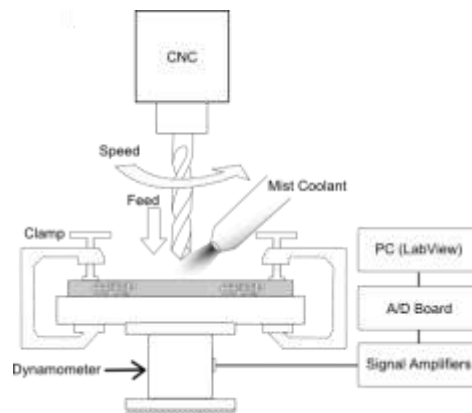 CNC
Speed
Mist Coolant
Feed
Clamp
PC (LabView)
A/D Board
Signal Amplifiers
Dynamometer